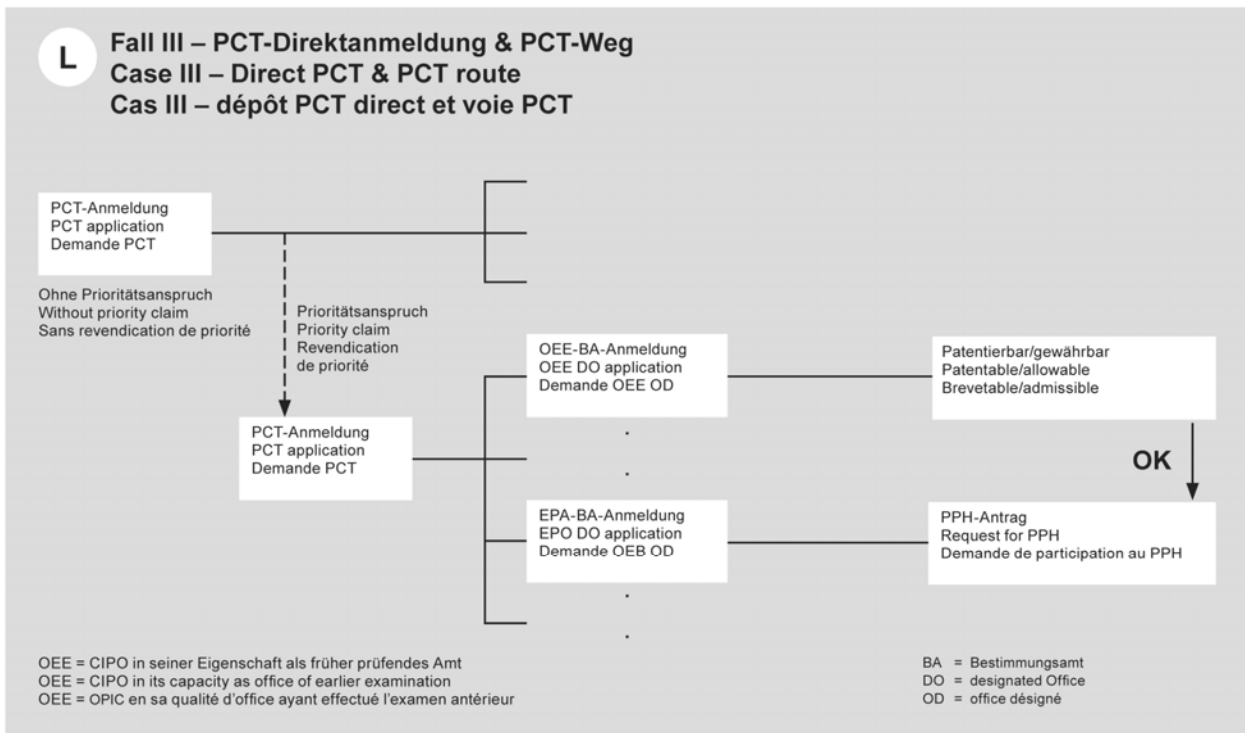 L
Fall III – PCT-Direktanmeldung & PCT-Weg
Case III – Direct PCT & PCT route
Cas III – dépôt PCT direct et voie PCT
PCT-Anmeldung
PCT application
Demande PCT
Ohne Prioritätsanspruch
Without priority claim
Sans revendication de priorité
Prioritätsanspruch
Priority claim
Revendication
de priorité
OEE-BA-Anmeldung
OEE DO application
Demande OEE OD
Patentierbar/gewährbar
Patentable/allowable
Brevetable/admissible
PCT-Anmeldung
PCT application
Demande PCT
OK
EPA-BA-Anmeldung
EPO DO application
Demande OEB OD
PPH-Antrag
Request for PPH
Demande de participation au PPH
OEE = CIPO in seiner Eigenschaft als früher prüfendes Amt
OEE = CIPO in its capacity as office of earlier examination
OEE = OPIC en sa qualité d'office ayant effectué l'examen antérieur
BA = Bestimmungsamt
DO = designated Office
OD = office désigné